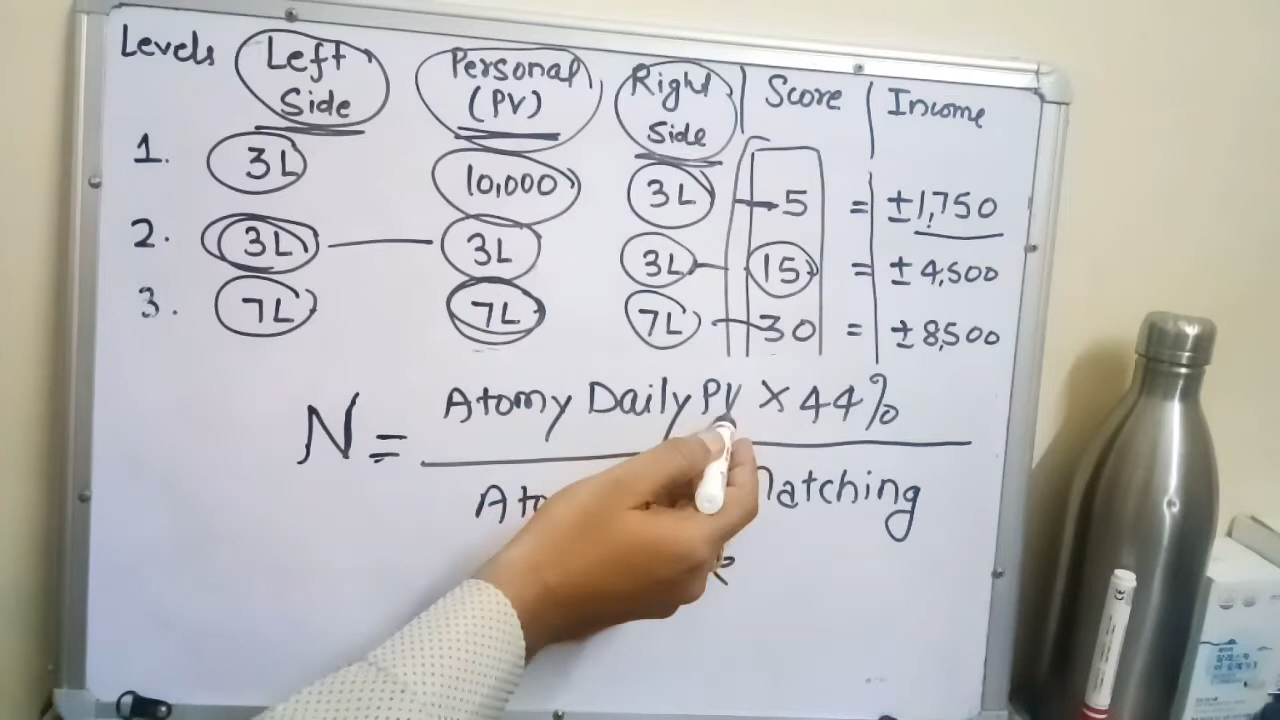 Levels Left Side Personal (PV) Right Side Score Income
1. 3L 10,000 3L 5 = ±1,750
2. 3L 3L 3L 15 = ±4,500
3. 7L 7L 7L 30 = ±8,500
N = Atomy Daily PV × 44%